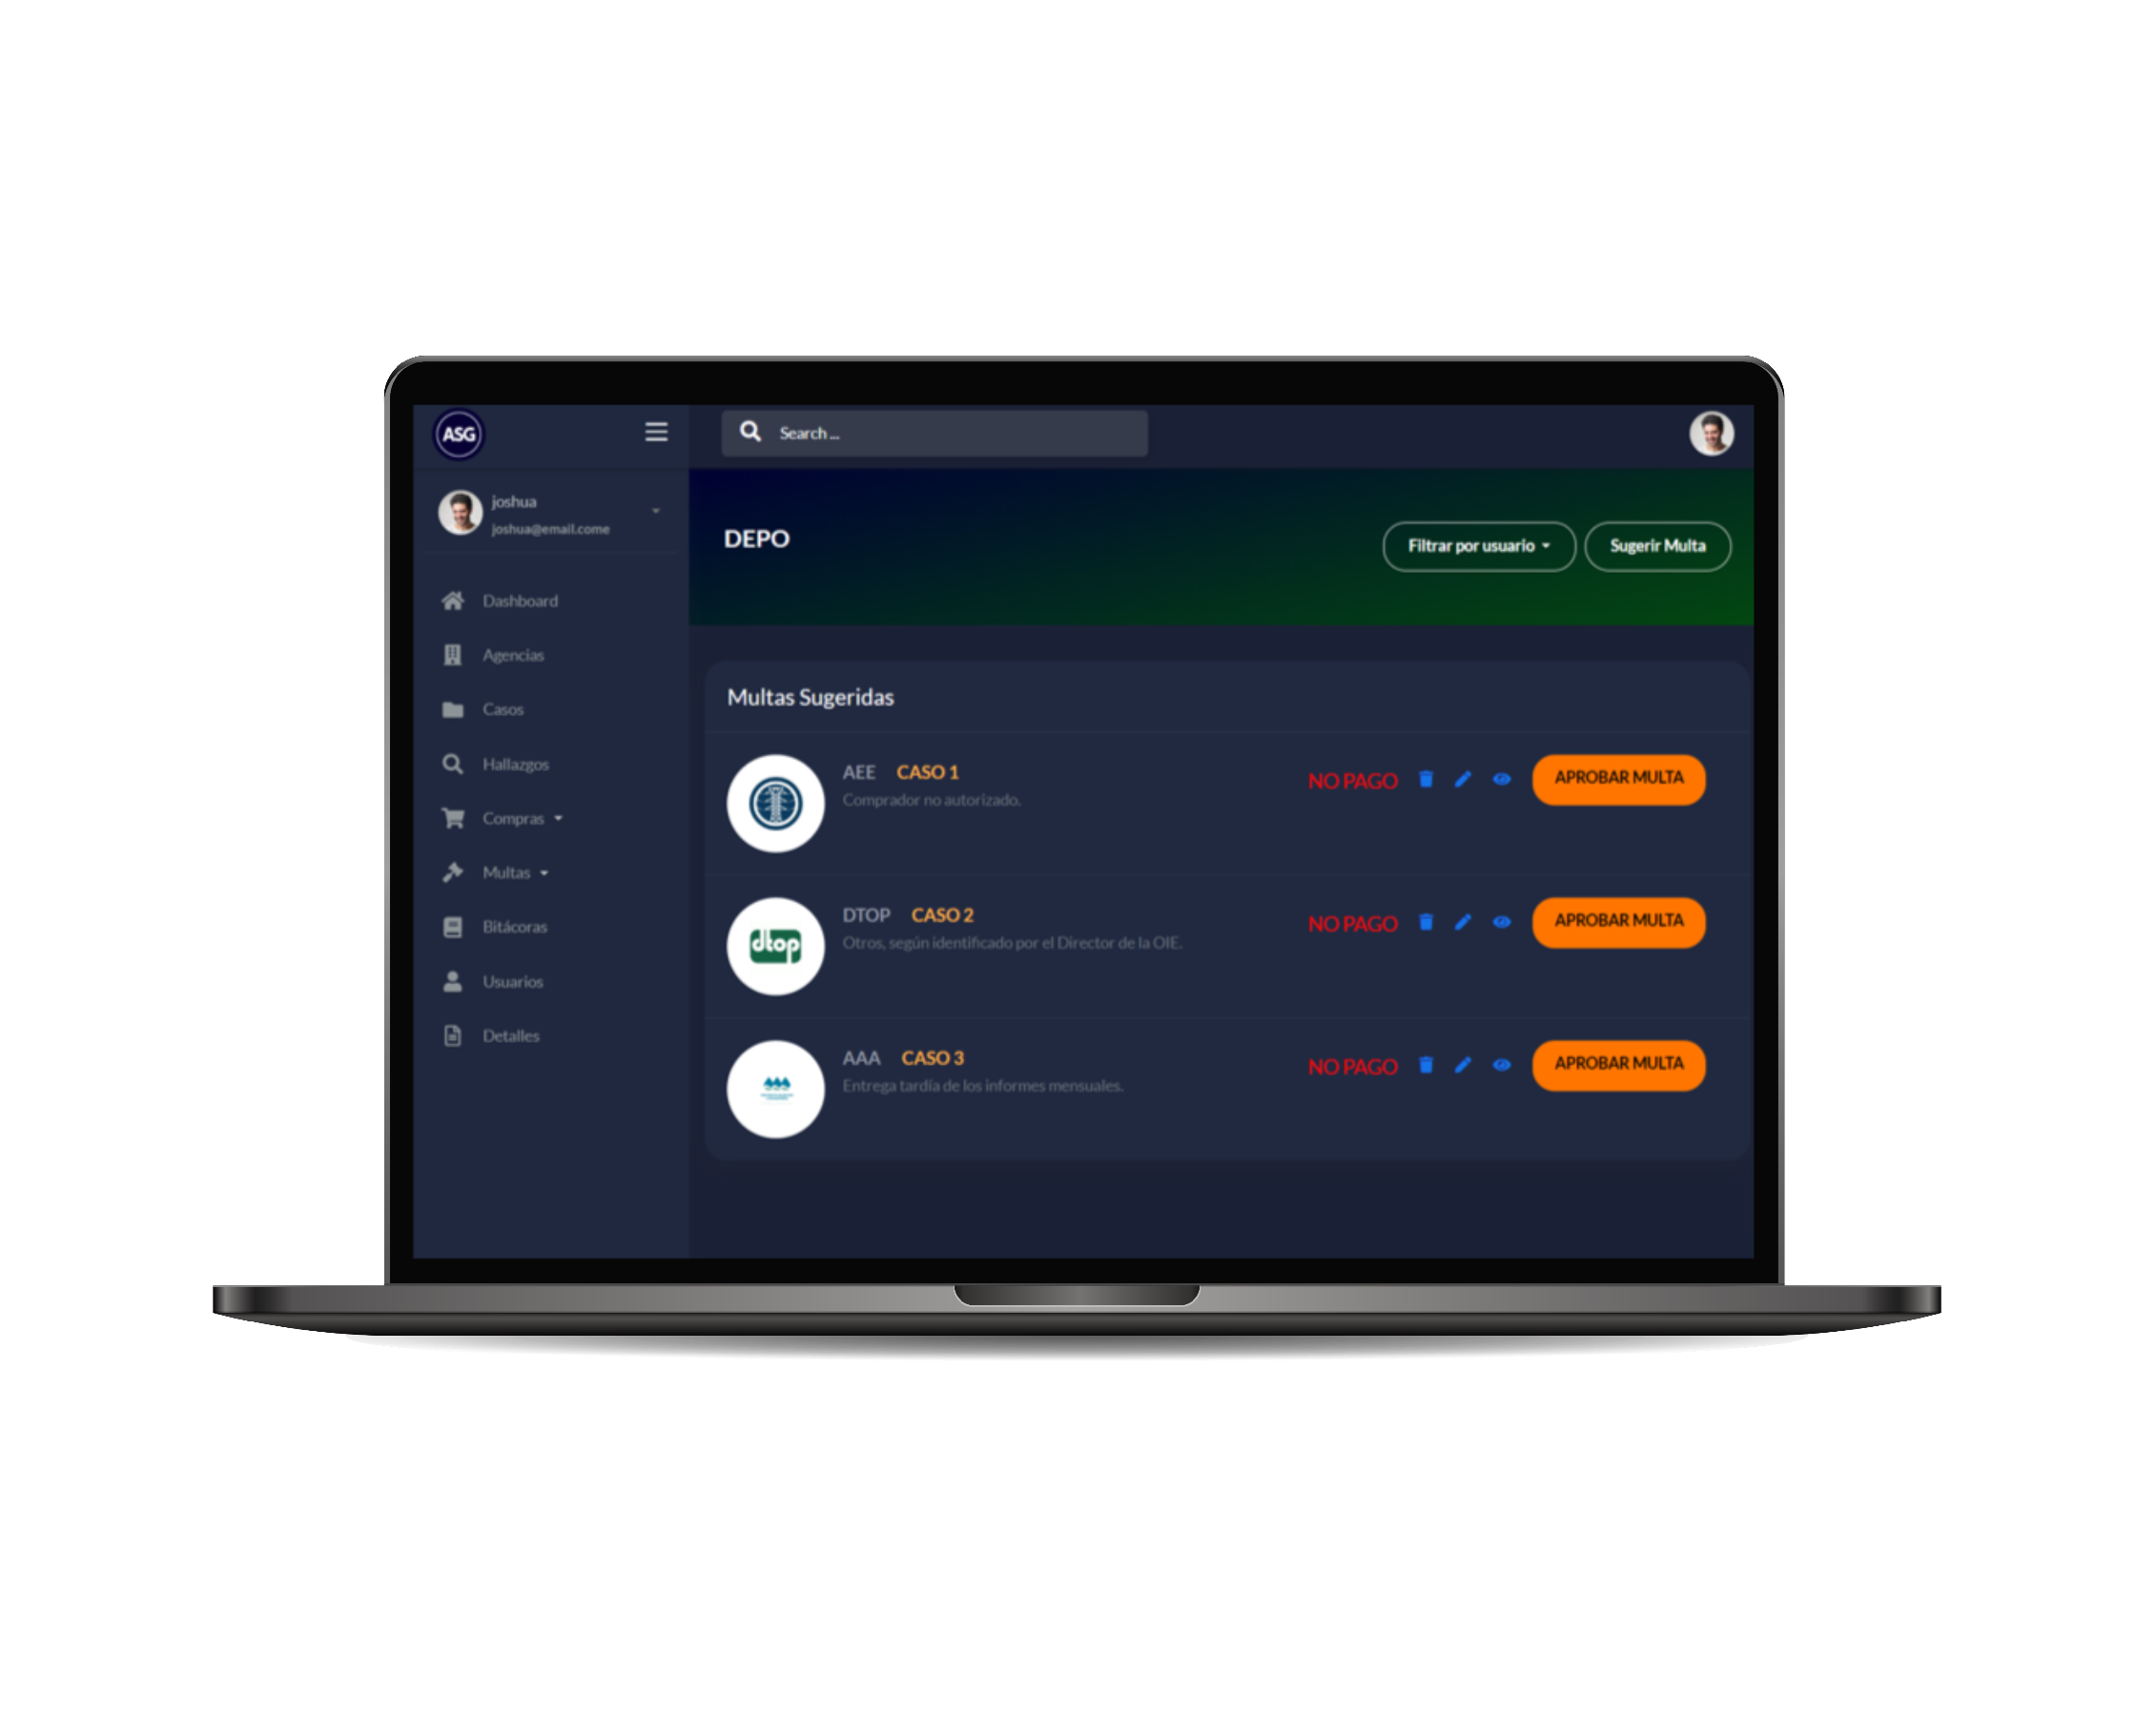 ASG
Search ...
joshua
joshua@email.come
DEPO
Filtrar por usuario
Sugerir Multa
Dashboard
Agencias
Casos
Hallazgos
Compras
Multas
Bitácoras
Usuarios
Detalles
Multas Sugeridas
AEE CASO 1
Comprador no autorizado.
NO PAGO
APROBAR MULTA
dtop
DTOP CASO 2
Otros, según identificado por el Director de la OIE.
NO PAGO
APROBAR MULTA
AAA CASO 3
Entrega tardía de los informes mensuales.
NO PAGO
APROBAR MULTA